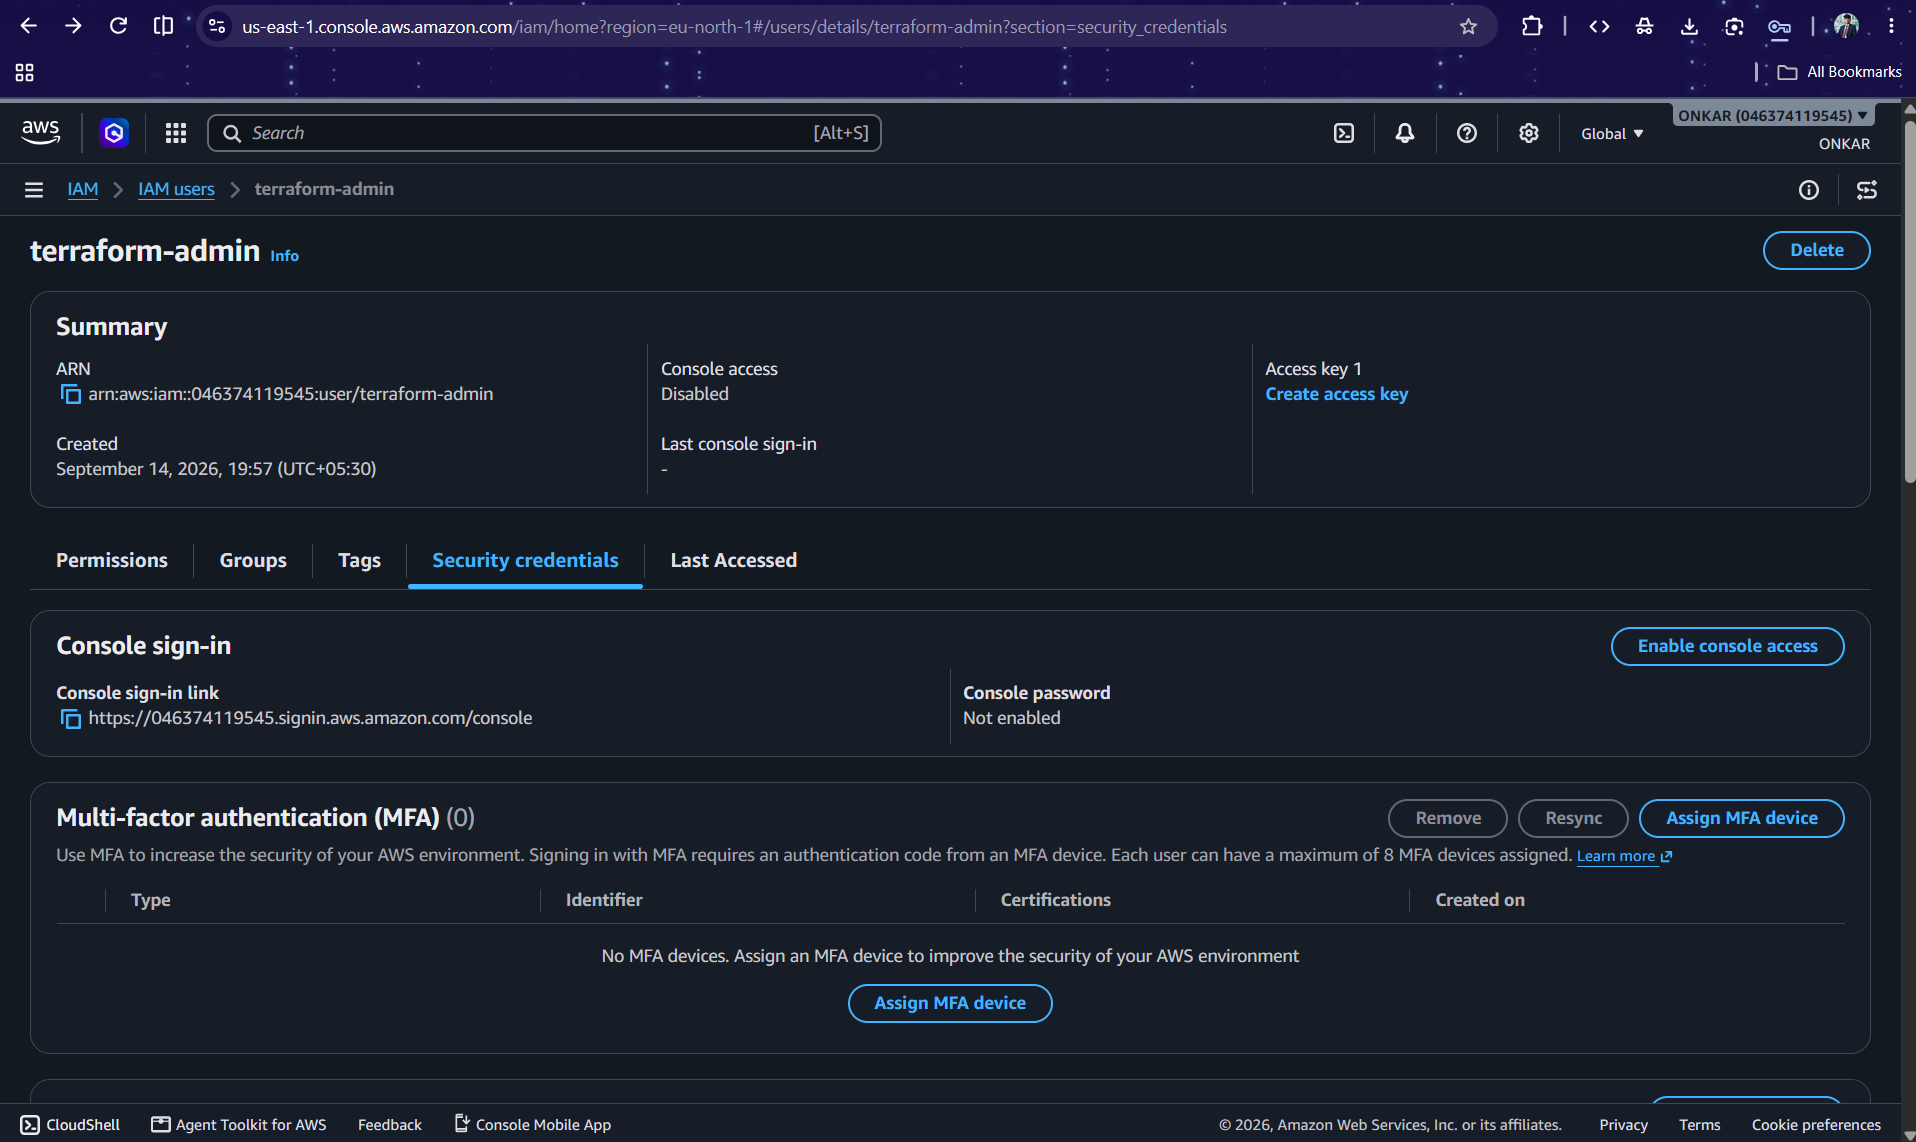 us-east-1.console.aws.amazon.com/iam/home?region=eu-north-1#/users/details/terraform-admin?section=security_credentials
All Bookmarks
aws
Search [Alt+S]
Global
ONKAR (046374119545)
ONKAR
IAM
IAM users
terraform-admin
terraform-admin Info
Delete
Summary
ARN
arn:aws:iam::046374119545:user/terraform-admin
Created
September 14, 2026, 19:57 (UTC+05:30)
Console access
Disabled
Last console sign-in
-
Access key 1
Create access key
Permissions
Groups
Tags
Security credentials
Last Accessed
Console sign-in
Enable console access
Console sign-in link
https://046374119545.signin.aws.amazon.com/console
Console password
Not enabled
Multi-factor authentication (MFA) (0)
Remove
Resync
Assign MFA device
Use MFA to increase the security of your AWS environment. Signing in with MFA requires an authentication code from an MFA device. Each user can have a maximum of 8 MFA devices assigned. Learn more
Type
Identifier
Certifications
Created on
No MFA devices. Assign an MFA device to improve the security of your AWS environment
Assign MFA device
CloudShell
Agent Toolkit for AWS
Feedback
Console Mobile App
© 2026, Amazon Web Services, Inc. or its affiliates.
Privacy
Terms
Cookie preferences